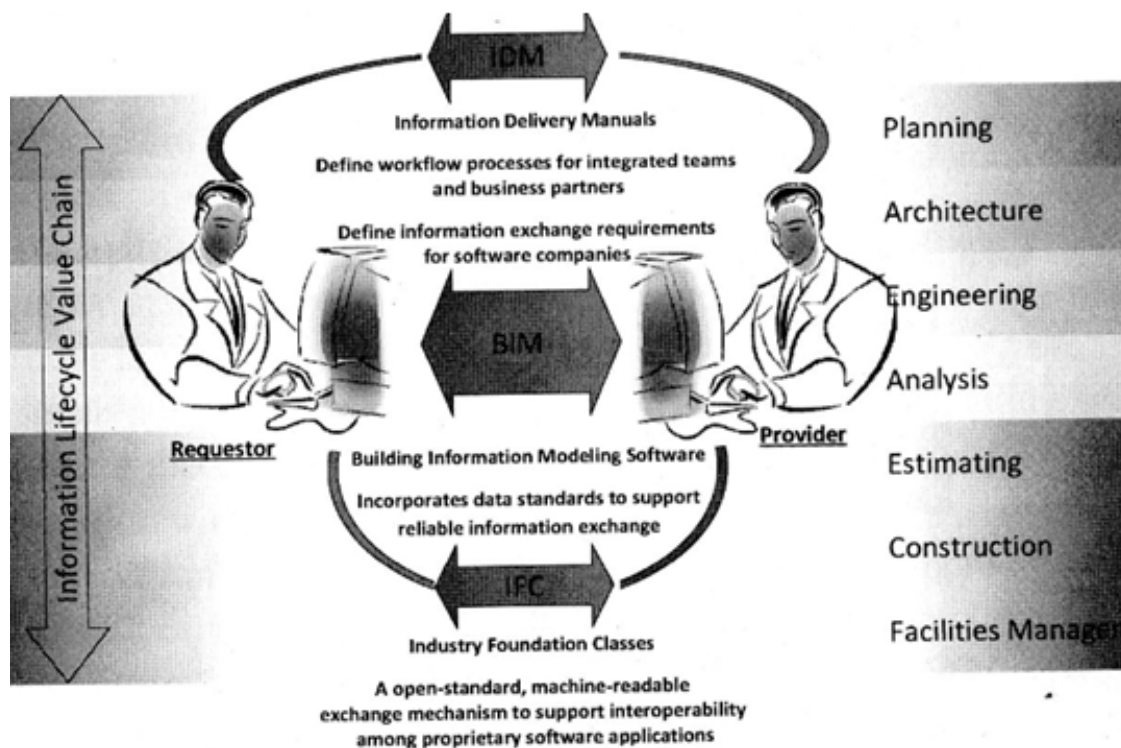 IDM
Information Delivery Manuals
Define workflow processes for integrated teams
and business partners
Define information exchange requirements
for software companies
BIM
Requestor
Provider
Building Information Modeling Software
Incorporates data standards to support
reliable information exchange
IFC
Industry Foundation Classes
A open-standard, machine-readable
exchange mechanism to support interoperability
among proprietary software applications
Information Lifecycle Value Chain
Planning
Architecture
Engineering
Analysis
Estimating
Construction
Facilities Manager